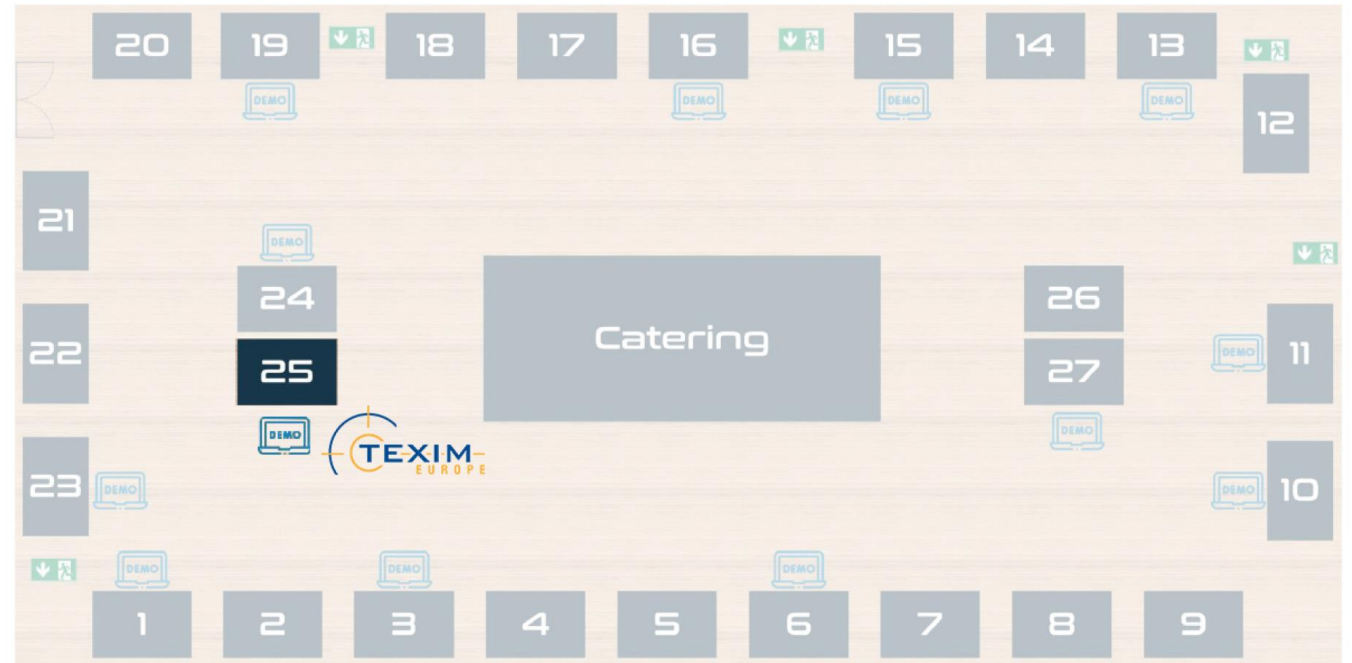 20 19 18 17 16 15 14 13
DEMO DEMO DEMO DEMO
12
21
DEMO
24 26
Catering
22 25 27 DEMO 11
DEMO TEXIM DEMO
EUROPE
23 DEMO DEMO 10
DEMO DEMO DEMO
1 2 3 4 5 6 7 8 9